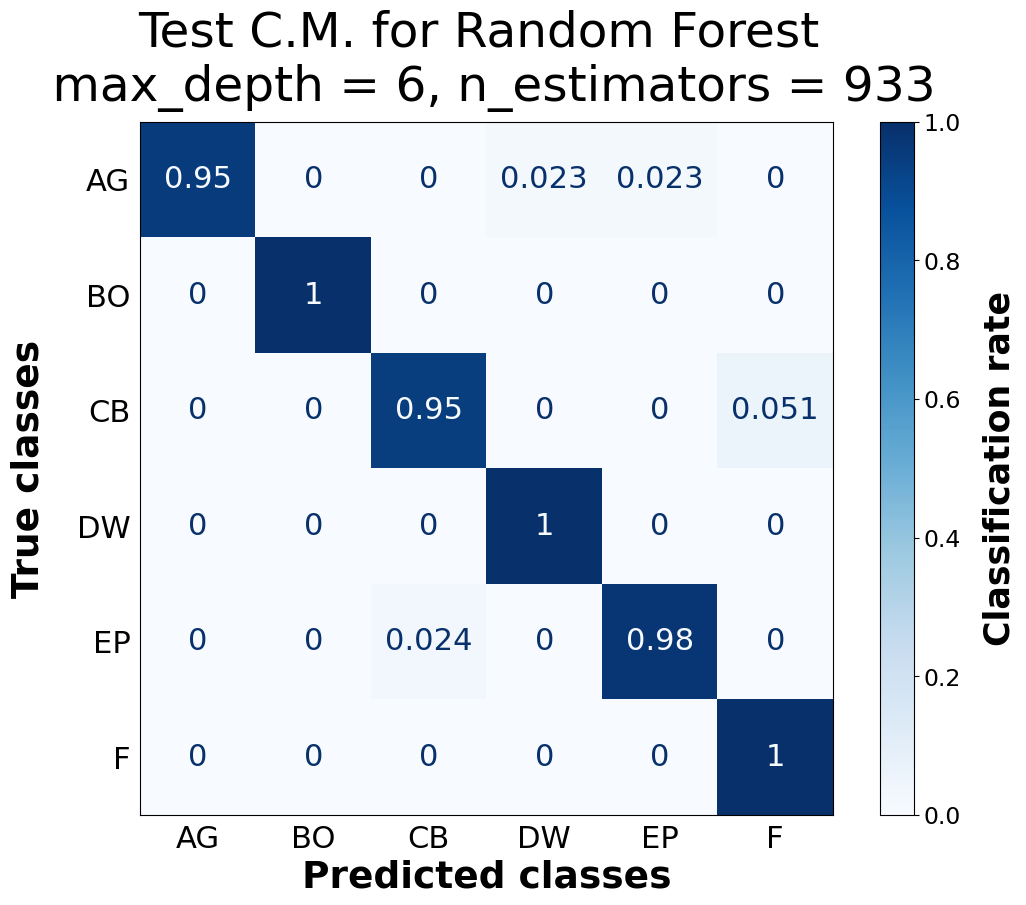 Test C.M. for Random Forest
max_depth = 6, n_estimators = 933
AG 0.95 0 0 0.023 0.023 0
BO 0 1 0 0 0 0
CB 0 0 0.95 0 0 0.051
DW 0 0 0 1 0 0
EP 0 0 0.024 0 0.98 0
F 0 0 0 0 0 1
AG BO CB DW EP F
Predicted classes
True classes
1.0
0.8
0.6
0.4
0.2
0.0
Classification rate